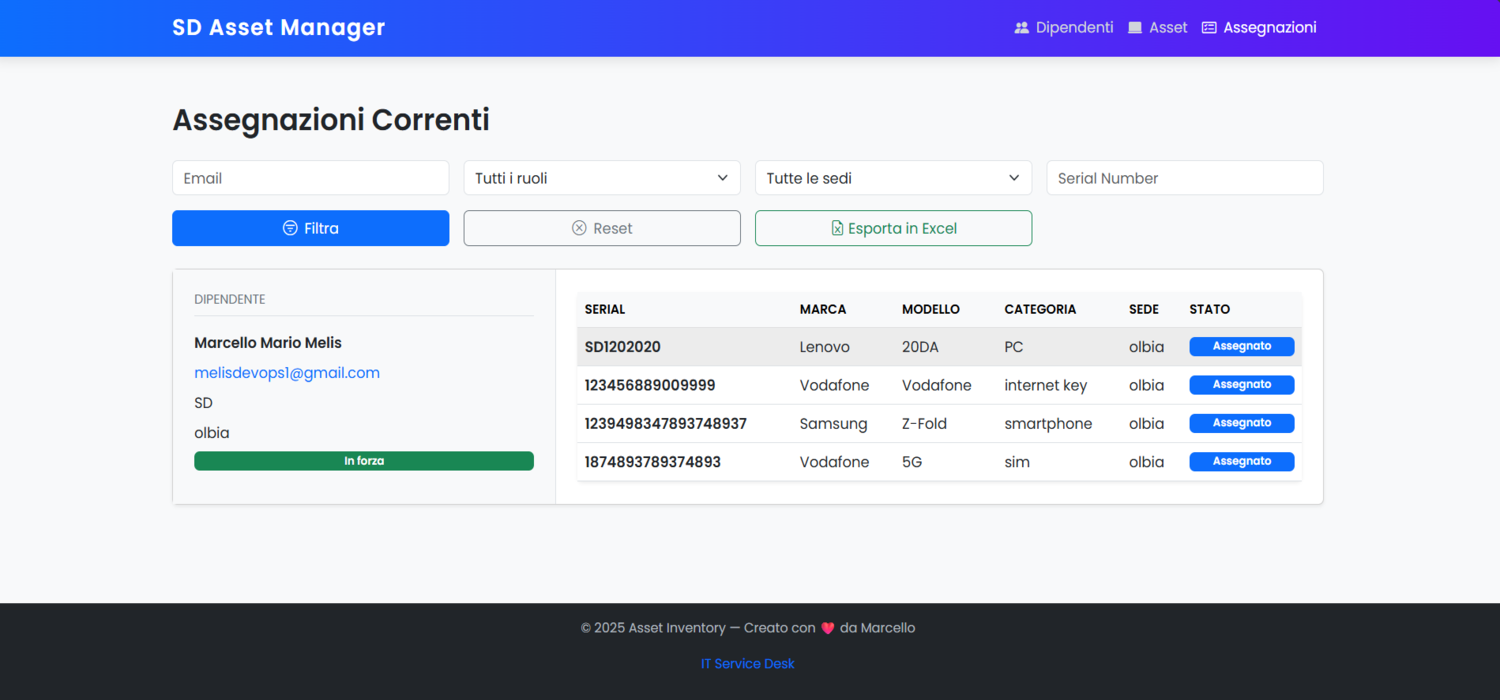 SD Asset Manager
Dipendenti Asset Assegnazioni
Assegnazioni Correnti
Email Tutti i ruoli Tutte le sedi Serial Number
Filtra Reset Esporta in Excel
DIPENDENTE
Marcello Mario Melis
melisdevops1@gmail.com
SD
olbia
In forza
SERIAL MARCA MODELLO CATEGORIA SEDE STATO
SD1202020 Lenovo 20DA PC olbia Assegnato
123456889009999 Vodafone Vodafone internet key olbia Assegnato
1239498347893748937 Samsung Z-Fold smartphone olbia Assegnato
1874893789374893 Vodafone 5G sim olbia Assegnato
© 2025 Asset Inventory — Creato con ❤️ da Marcello
IT Service Desk